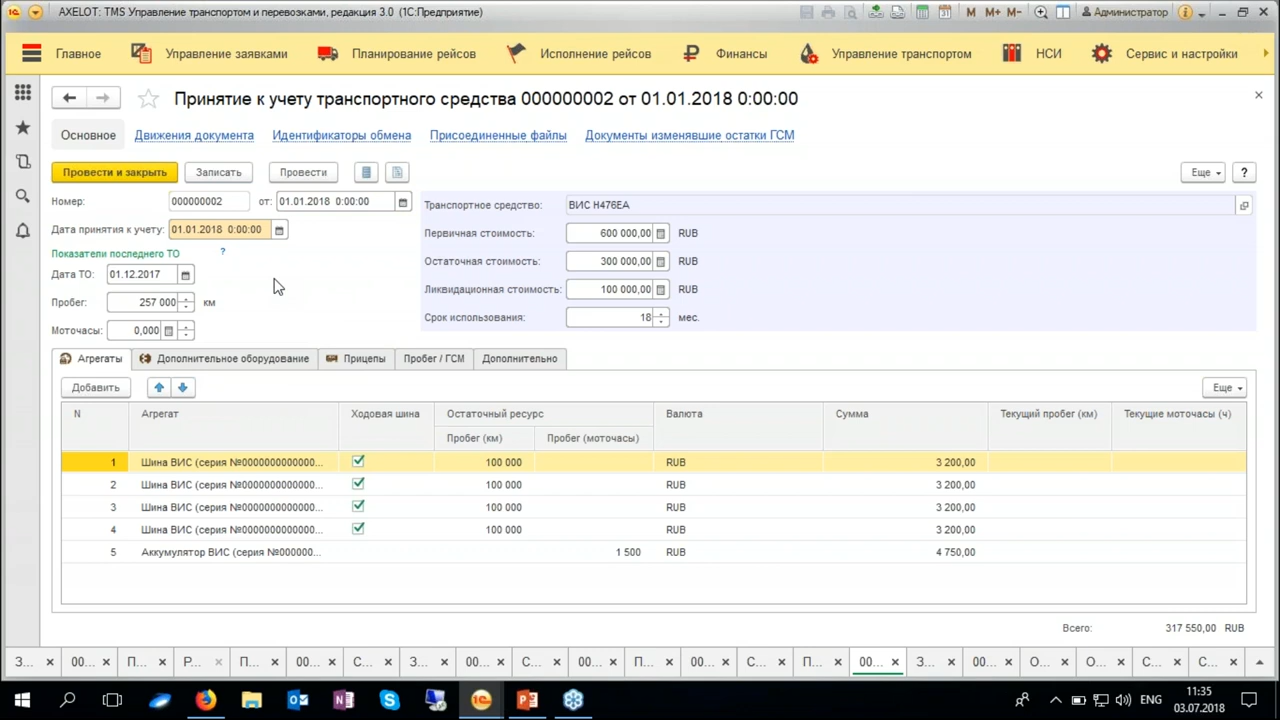 AXELOT: TMS Управление транспортом и перевозками, редакция 3.0 (1С:Предприятие)
M M+ M- Администратор
Главное Управление заявками Планирование рейсов Исполнение рейсов Финансы Управление транспортом НСИ Сервис и настройки
Принятие к учету транспортного средства 000000002 от 01.01.2018 0:00:00
Основное Движения документа Идентификаторы обмена Присоединенные файлы Документы изменявшие остатки ГСМ
Провести и закрыть Записать Провести Еще ?
Номер: 000000002 от: 01.01.2018 0:00:00
Транспортное средство: ВИС Н476ЕА
Дата принятия к учету: 01.01.2018 0:00:00
Первичная стоимость: 600 000,00 RUB
Показатели последнего ТО ?
Остаточная стоимость: 300 000,00 RUB
Дата ТО: 01.12.2017
Ликвидационная стоимость: 100 000,00 RUB
Пробег: 257 000 км
Срок использования: 18 мес.
Моточасы: 0,000
Агрегаты Дополнительное оборудование Прицепы Пробег / ГСМ Дополнительно
Добавить Еще
N Агрегат Ходовая шина Остаточный ресурс Валюта Сумма Текущий пробег (км) Текущие моточасы (ч)
Пробег (км) Пробег (моточасы)
1 Шина ВИС (серия №0000000000000... 100 000 RUB 3 200,00
2 Шина ВИС (серия №0000000000000... 100 000 RUB 3 200,00
3 Шина ВИС (серия №0000000000000... 100 000 RUB 3 200,00
4 Шина ВИС (серия №0000000000000... 100 000 RUB 3 200,00
5 Аккумулятор ВИС (серия №000000... 1 500 RUB 4 750,00
Всего: 317 550,00 RUB
З... 00... П... Р... П... 00... С... З... 00... С... 00... П... 00... С... П... 00... З... 00... О... О... С... С...
ENG 11:35
03.07.2018